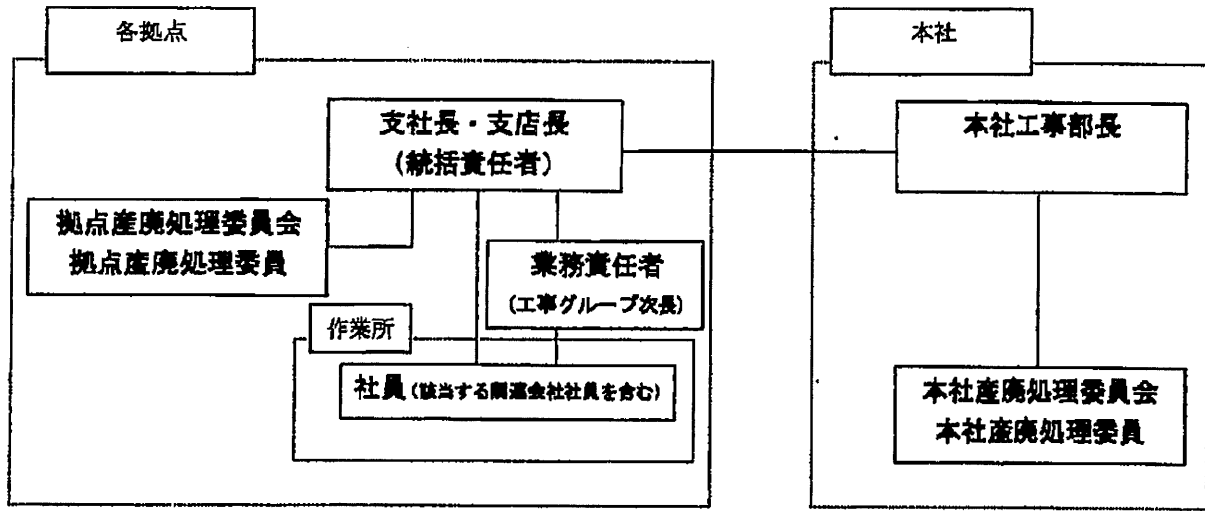 各拠点
本社
支社長・支店長
(統括責任者)
本社工事部長
拠点産廃処理委員会
拠点産廃処理委員
業務責任者
(工事グループ次長)
作業所
社員(該当する関連会社社員を含む)
本社産廃処理委員会
本社産廃処理委員